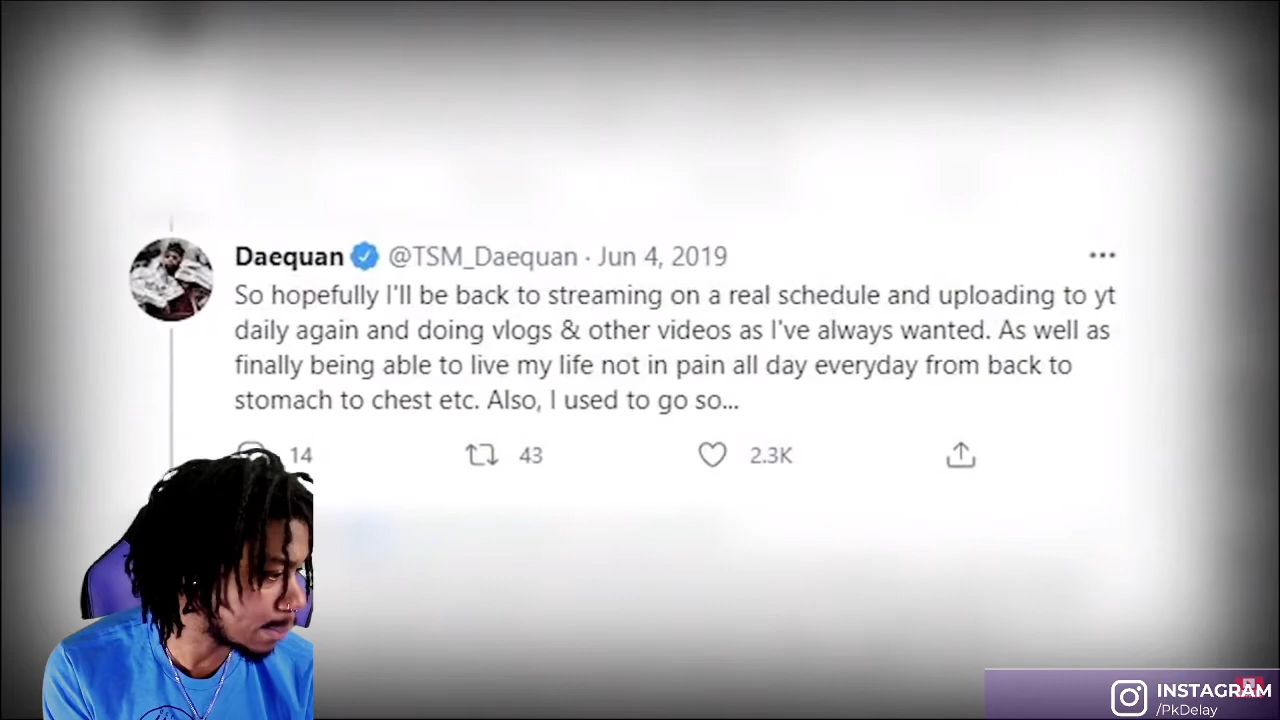 Daequan @TSM_Daequan · Jun 4, 2019
So hopefully I'll be back to streaming on a real schedule and uploading to yt
daily again and doing vlogs & other videos as I've always wanted. As well as
finally being able to live my life not in pain all day everyday from back to
stomach to chest etc. Also, I used to go so...
14 43 2.3K
INSTAGRAM
/PkDelay